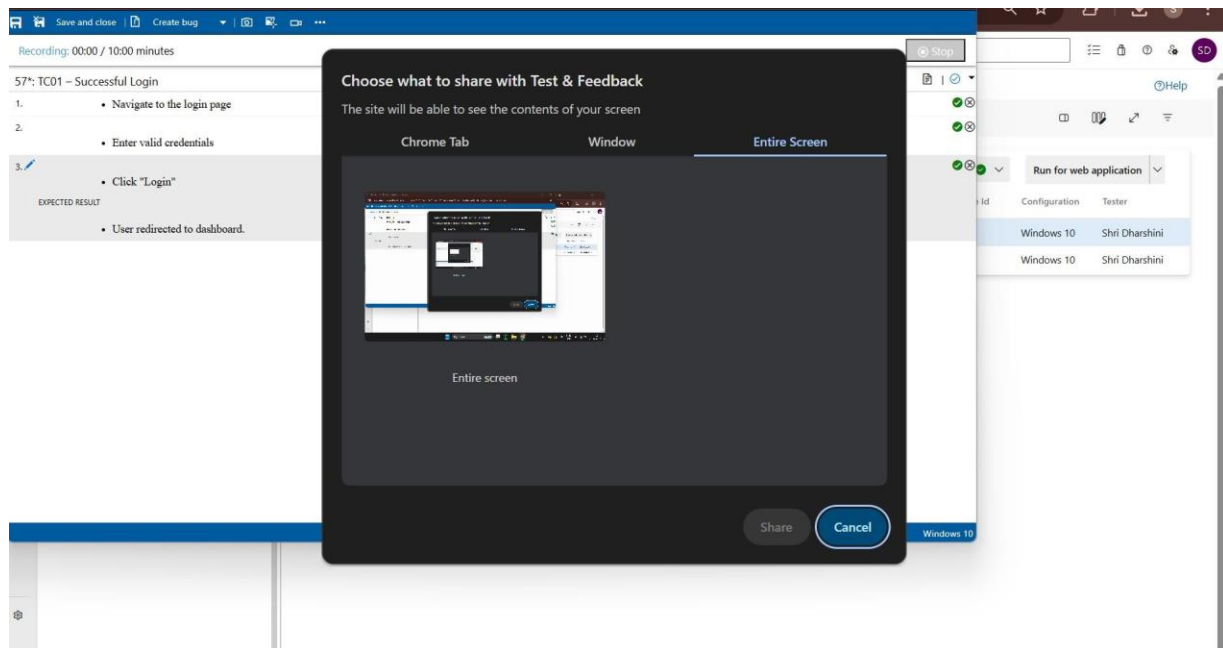 Save and close
Create bug
Recording: 00:00 / 10:00 minutes
Stop
SD
57*: TC01 – Successful Login
1. • Navigate to the login page
2.
• Enter valid credentials
3.
• Click "Login"
EXPECTED RESULT
• User redirected to dashboard.
Choose what to share with Test & Feedback
The site will be able to see the contents of your screen
Chrome Tab Window Entire Screen
Entire screen
Share Cancel
Windows 10
Help
Run for web application
Id Configuration Tester
Windows 10 Shri Dharshini
Windows 10 Shri Dharshini